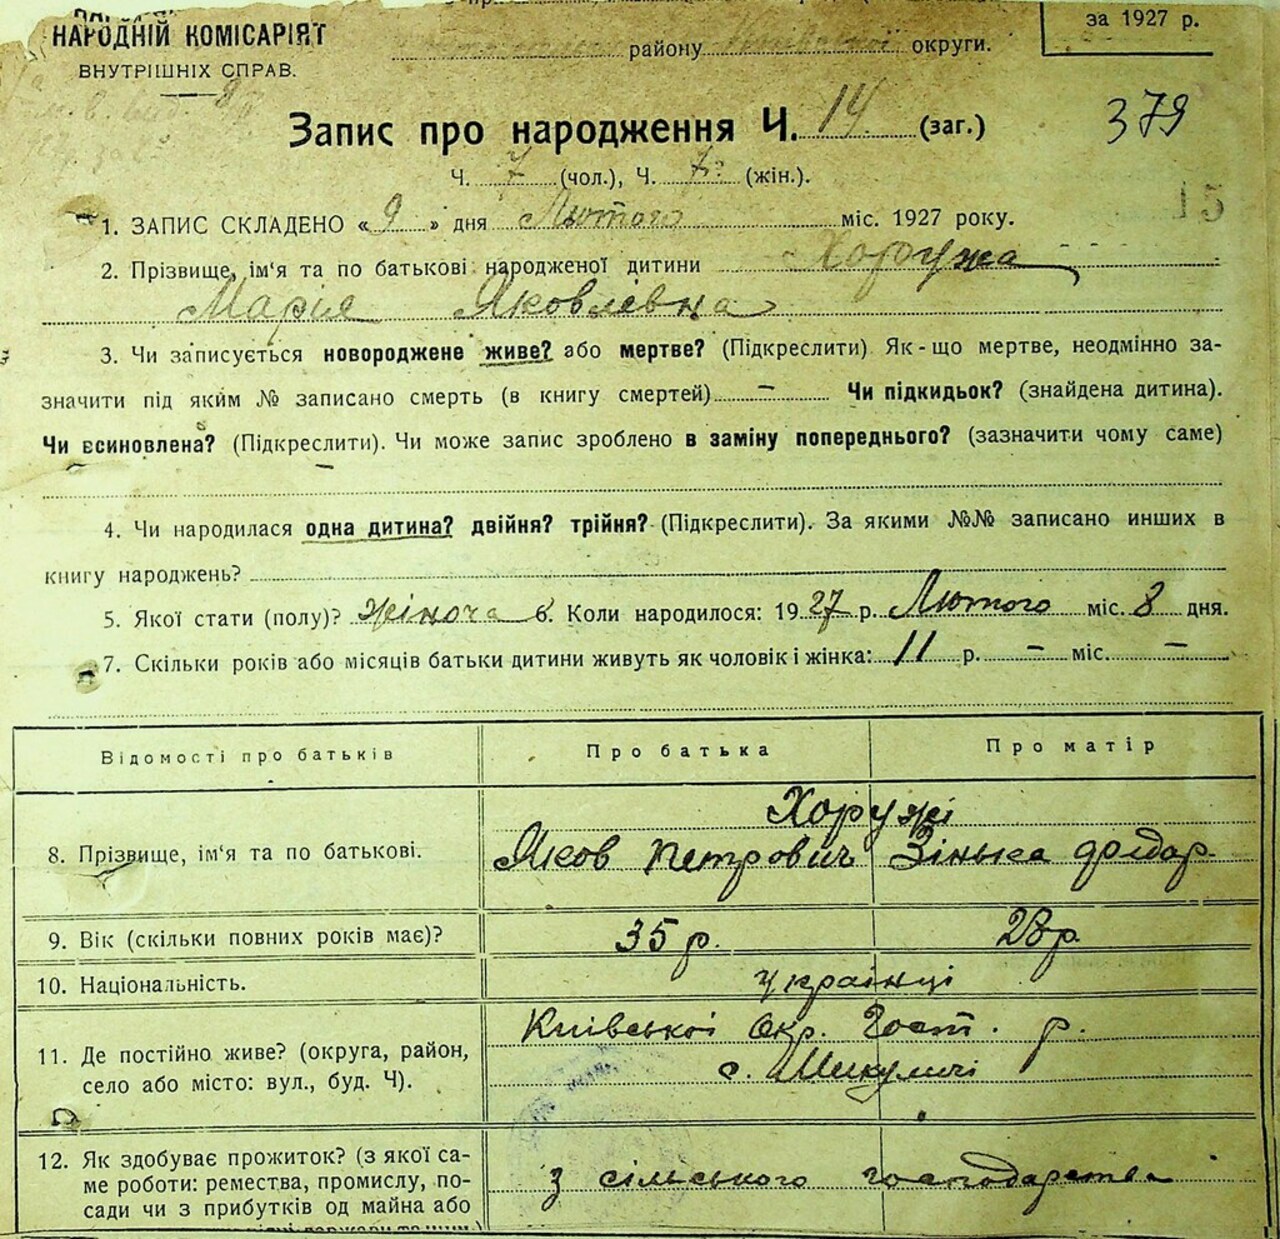 НАРОДНІЙ КОМІСАРІЯТ
ВНУТРІШНІХ СПРАВ.
району округи.
за 1927 р.
Запис про народження Ч. 14 (заг.)
379
Ч. 7 (чол.), Ч. 7 (жін.).
15
1. ЗАПИС СКЛАДЕНО « 9 » дня Лютого міс. 1927 року.
2. Прізвище, ім'я та по батькові народженої дитини Хоружа
Марія Яковлівна
3. Чи записується новороджене живе? або мертве? (Підкреслити) Як-що мертве, неодмінно за-
значити під яким № записано смерть (в книгу смертей) — Чи підкидьок? (знайдена дитина).
Чи всиновлена? (Підкреслити). Чи може запис зроблено в заміну попереднього? (зазначити чому саме)
4. Чи народилася одна дитина? двійня? трійня? (Підкреслити). За якими №№ записано инших в
книгу народжень?
5. Якої стати (полу)? жіноча 6. Коли народилося: 1927 р. Лютого міс. 8 дня.
7. Скільки років або місяців батьки дитини живуть як чоловік і жінка: 11 р. — міс. —
Відомості про батьків Про батька Про матір
Хоружі
8. Прізвище, ім'я та по батькові. Яков Петрович Зінька федар.
9. Вік (скільки повних років має)? 35 р. 28 р.
10. Національність. українці
11. Де постійно живе? (округа, район, село або місто: вул., буд. Ч). Київської Окр. Гост. р.
с. Микуличі
12. Як здобуває прожиток? (з якої са-
ме роботи: ремества, промислу, по- з сільського господарства
сади чи з прибутків од майна або